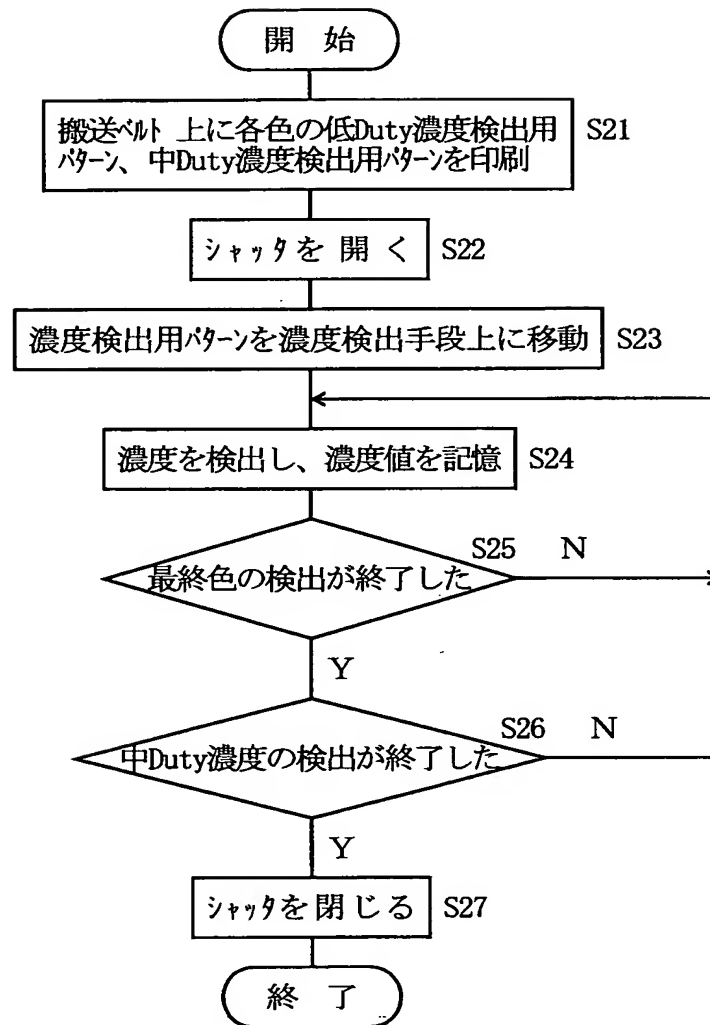 開 始
搬送ﾍﾞﾙﾄ 上に各色の低Duty濃度検出用 S21
ﾊﾟﾀｰﾝ、中Duty濃度検出用ﾊﾟﾀｰﾝを印刷
ｼｬｯﾀを 開 く S22
濃度検出用ﾊﾟﾀｰﾝを濃度検出手段上に移動 S23
濃度を検出し、濃度値を記憶 S24
S25 N
最終色の検出が終了した
Y
S26 N
中Duty濃度の検出が終了した
Y
ｼｬｯﾀを 閉じる S27
終 了